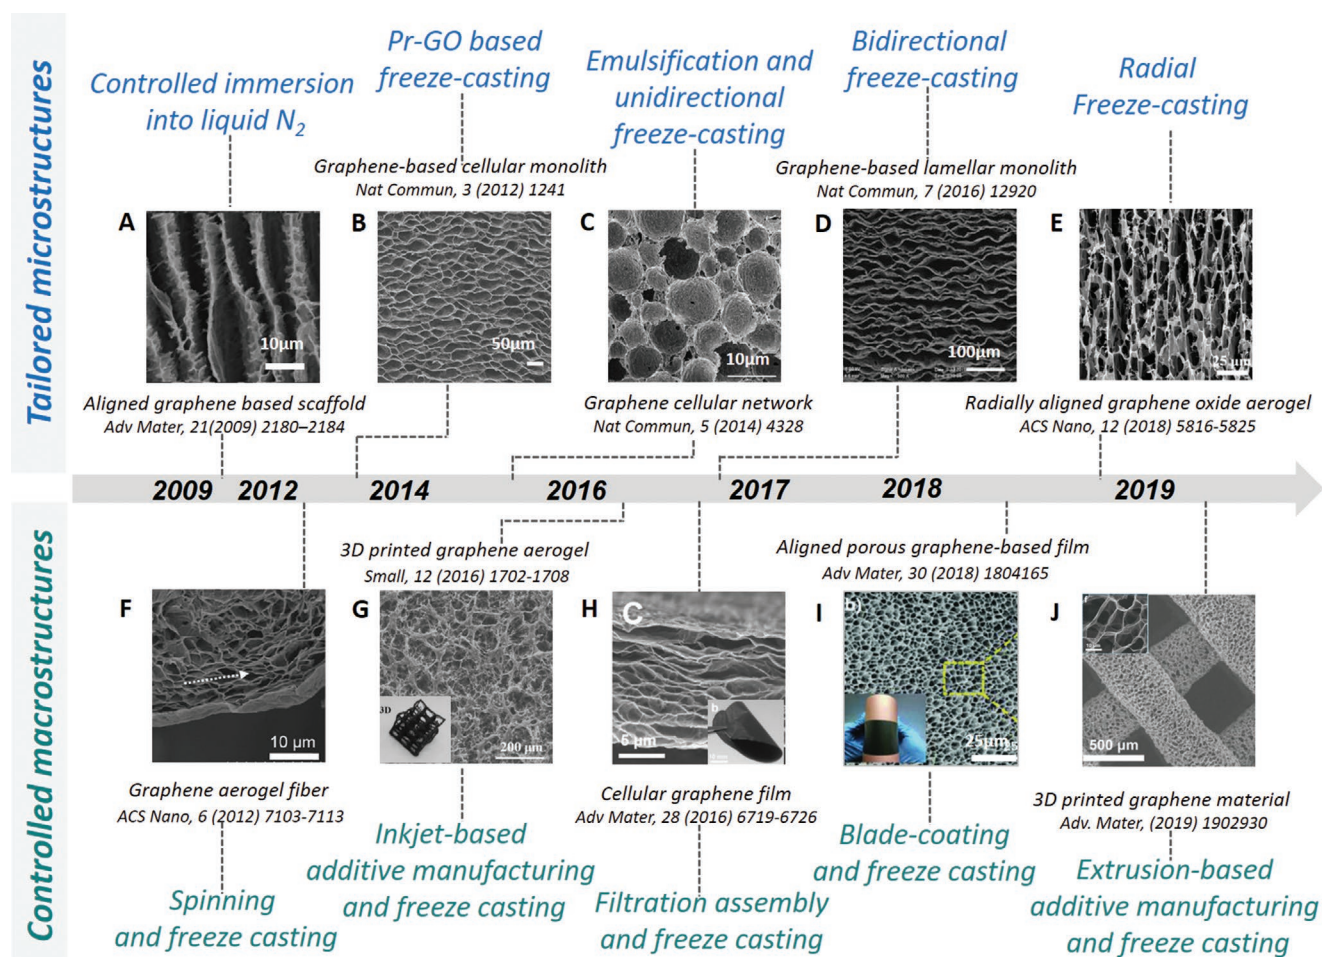 Tailored microstructures
Controlled immersion
into liquid N2
Pr-GO based
freeze-casting
Emulsification and
unidirectional
freeze-casting
Bidirectional
freeze-casting
Radial
Freeze-casting
Graphene-based cellular monolith
Nat Commun, 3 (2012) 1241
Graphene-based lamellar monolith
Nat Commun, 7 (2016) 12920
A
10µm
B
50µm
C
10µm
D
100µm
E
25 µm
Aligned graphene based scaffold
Adv Mater, 21(2009) 2180–2184
Graphene cellular network
Nat Commun, 5 (2014) 4328
Radially aligned graphene oxide aerogel
ACS Nano, 12 (2018) 5816-5825
2009 2012 2014 2016 2017 2018 2019
Controlled macrostructures
3D printed graphene aerogel
Small, 12 (2016) 1702-1708
Aligned porous graphene-based film
Adv Mater, 30 (2018) 1804165
F
10 µm
G
3D
200 µm
H
C
b
5 µm
I
b)
25µm
J
500 µm
Graphene aerogel fiber
ACS Nano, 6 (2012) 7103-7113
Cellular graphene film
Adv Mater, 28 (2016) 6719-6726
3D printed graphene material
Adv. Mater, (2019) 1902930
Spinning
and freeze casting
Inkjet-based
additive manufacturing
and freeze casting
Filtration assembly
and freeze casting
Blade-coating
and freeze casting
Extrusion-based
additive manufacturing
and freeze casting